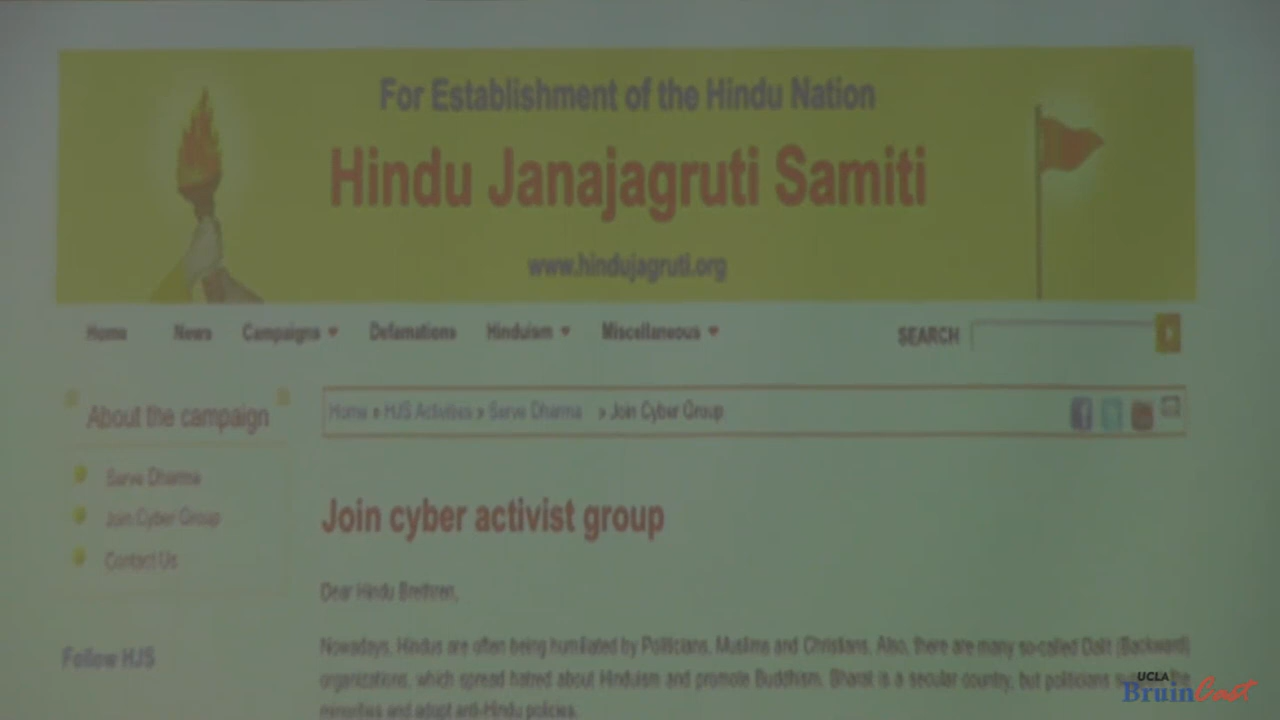 For Establishment of the Hindu Nation
Hindu Janajagruti Samiti
www.hindujagruti.org
Home News Campaigns Defamations Hinduism Miscellaneous SEARCH
About the campaign
Home » HJS Activities » Serve Dharma » Join Cyber Group
Serve Dharma
Join Cyber Group
Contact Us
Follow HJS
Join cyber activist group
Dear Hindu Brethren,
Nowadays, Hindus are often being humiliated by Politicians, Muslims and Christians. Also, there are many so-called Dalit (Backward)
organizations, which spread hatred about Hinduism and promote Buddhism. Bharat is a secular country, but politicians the
minorities and adopt anti-Hindu policies.
UCLA
BruinCast